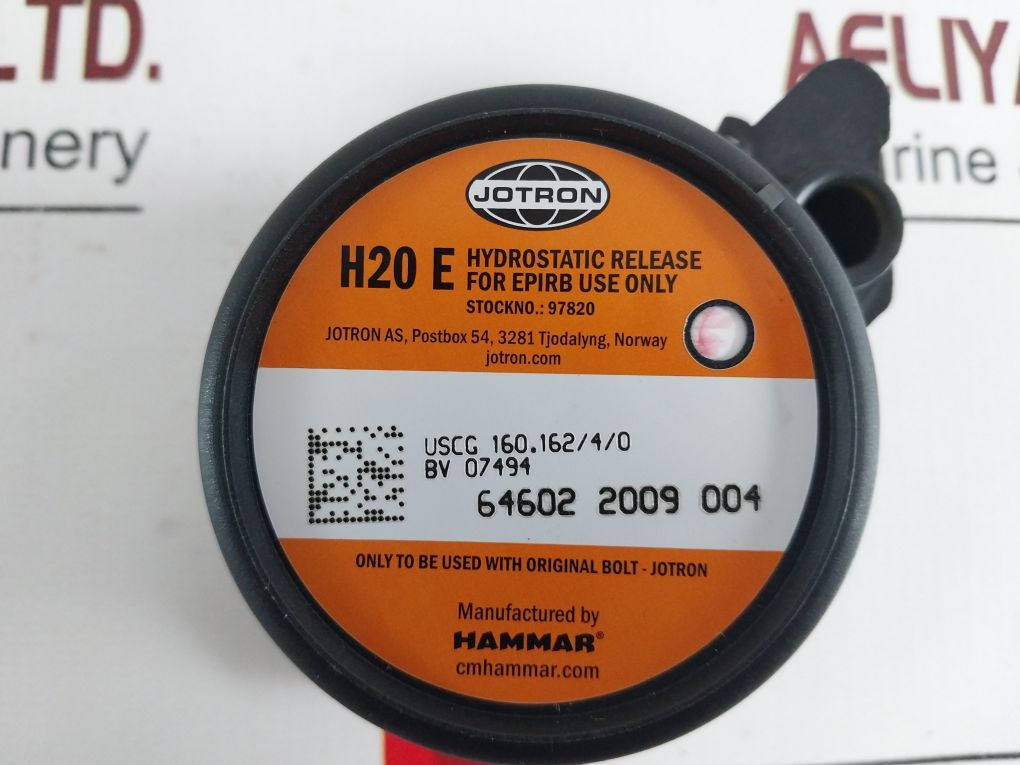 LTD.
nery
AELIYA
rine
JOTRON
H20 E HYDROSTATIC RELEASE
FOR EPIRB USE ONLY
STOCKNO.: 97820
JOTRON AS, Postbox 54, 3281 Tjodalyng, Norway
jotron.com
USCG 160.162/4/0
BV 07494
64602 2009 004
ONLY TO BE USED WITH ORIGINAL BOLT - JOTRON
Manufactured by
HAMMAR®
cmhammar.com